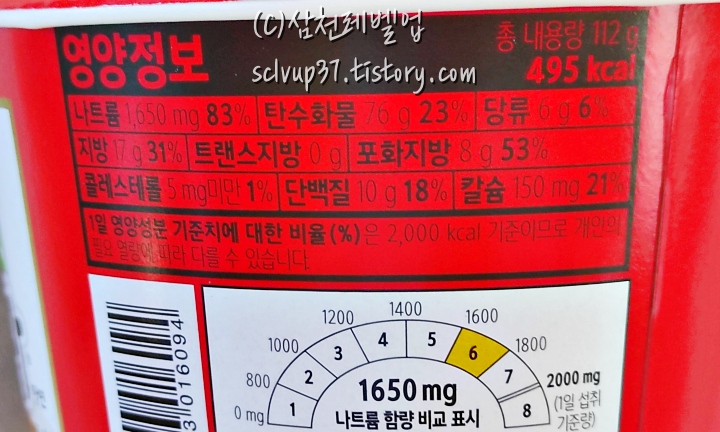 (C)삼천레벨업
sclvup37.tistory.com
영양정보
총 내용량 112 g
495 kcal
나트륨 1,650 mg 83% 탄수화물 76 g 23% 당류 6 g 6%
지방 17 g 31% 트랜스지방 0 g 포화지방 8 g 53%
콜레스테롤 5 mg미만 1% 단백질 10 g 18% 칼슘 150 mg 21%
1일 영양성분 기준치에 대한 비율(%)은 2,000 kcal 기준이므로 개인의
필요 열량에 따라 다를 수 있습니다.
0 mg 800 1000 1200 1400 1600 1800 2000 mg
(1일 섭취
기준량)
1 2 3 4 5 6 7 8
1650 mg
나트륨 함량 비교 표시
3 016094